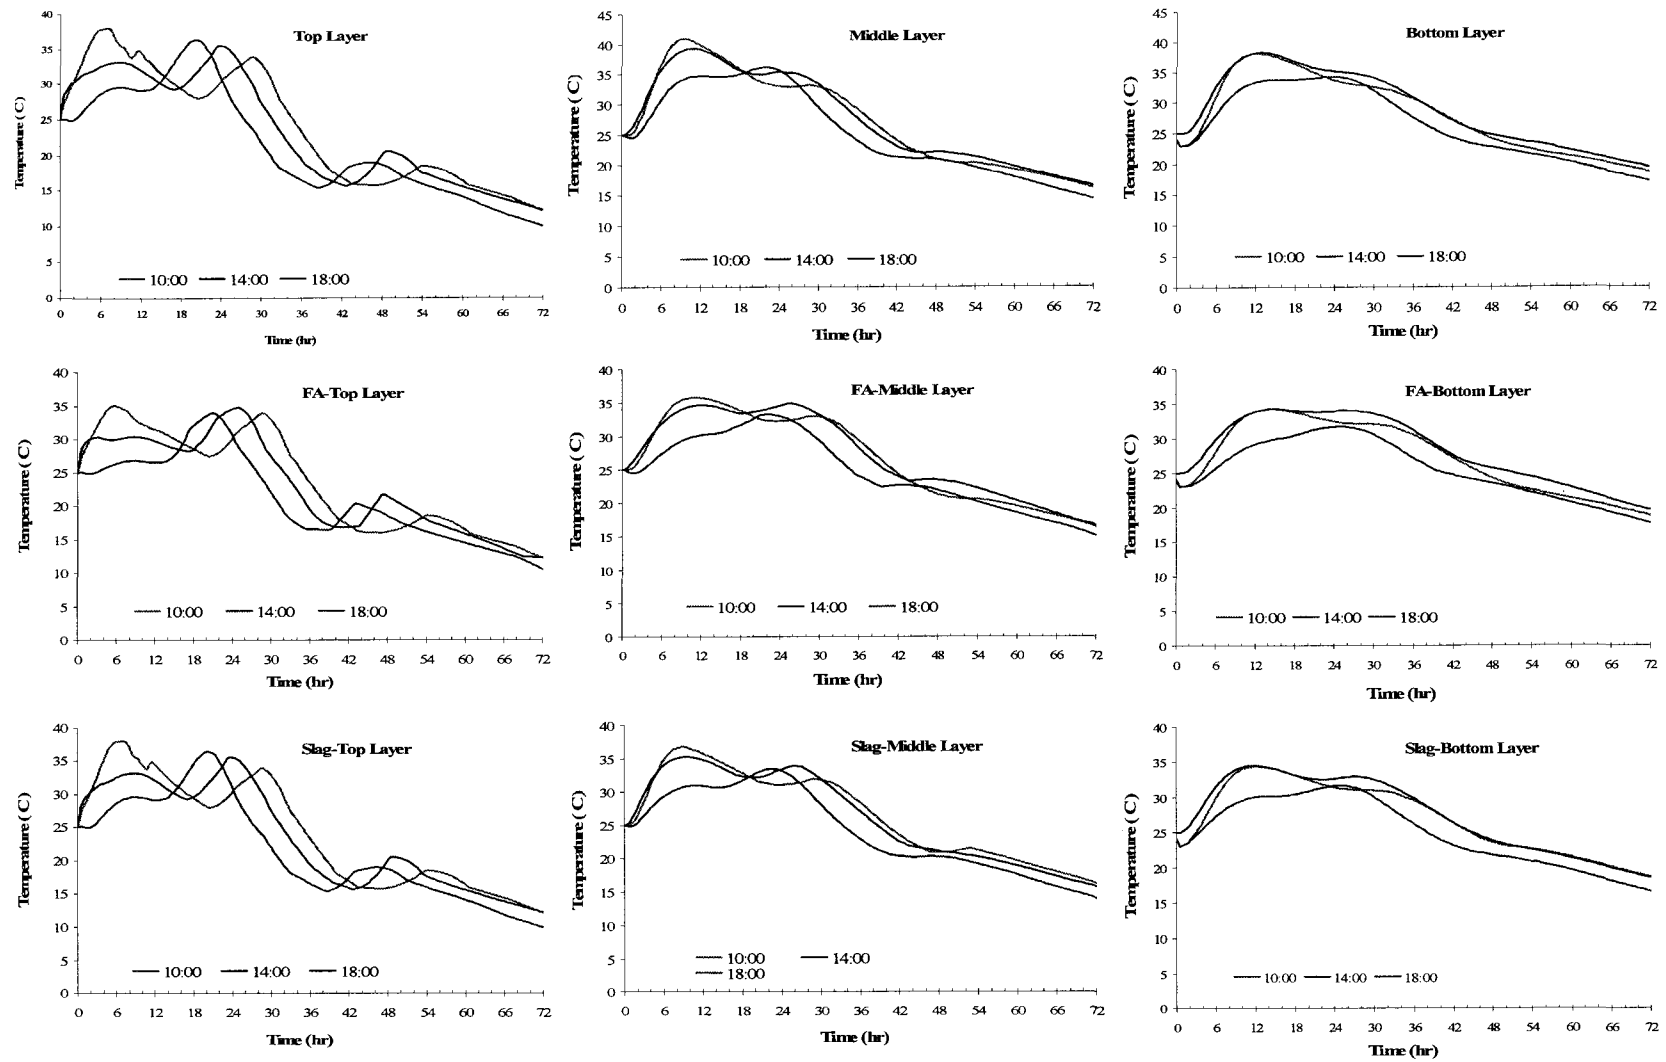 Top Layer
40
35
30
25
20
15
10
5
0
Temperature ( C)
10:00 14:00 18:00
0 6 12 18 24 30 36 42 48 54 60 66 72
Time (hr)
Middle Layer
45
40
35
30
25
20
15
10
5
0
Temperature ( C)
10:00 14:00 18:00
0 6 12 18 24 30 36 42 48 54 60 66 72
Time (hr)
Bottom Layer
45
40
35
30
25
20
15
10
5
0
Temperature ( C)
10:00 14:00 18:00
0 6 12 18 24 30 36 42 48 54 60 66 72
Time (hr)
FA-Top Layer
40
35
30
25
20
15
10
5
0
Temperature ( C)
10:00 14:00 18:00
0 6 12 18 24 30 36 42 48 54 60 66 72
Time (hr)
FA-Middle Layer
40
35
30
25
20
15
10
5
0
Temperature ( C)
10:00 14:00 18:00
0 6 12 18 24 30 36 42 48 54 60 66 72
Time (hr)
FA-Bottom Layer
40
35
30
25
20
15
10
5
0
Temperature ( C)
10:00 14:00 18:00
0 6 12 18 24 30 36 42 48 54 60 66 72
Time (hr)
Slag-Top Layer
40
35
30
25
20
15
10
5
0
Temperature ( C)
10:00 14:00 18:00
0 6 12 18 24 30 36 42 48 54 60 66 72
Time (hr)
Slag-Middle Layer
40
35
30
25
20
15
10
5
0
Temperature ( C)
10:00 14:00
18:00
0 6 12 18 24 30 36 42 48 54 60 66 72
Time (hr)
Slag-Bottom Layer
40
35
30
25
20
15
10
5
0
Temperature ( C)
10:00 14:00 18:00
0 6 12 18 24 30 36 42 48 54 60 66 72
Time (hr)